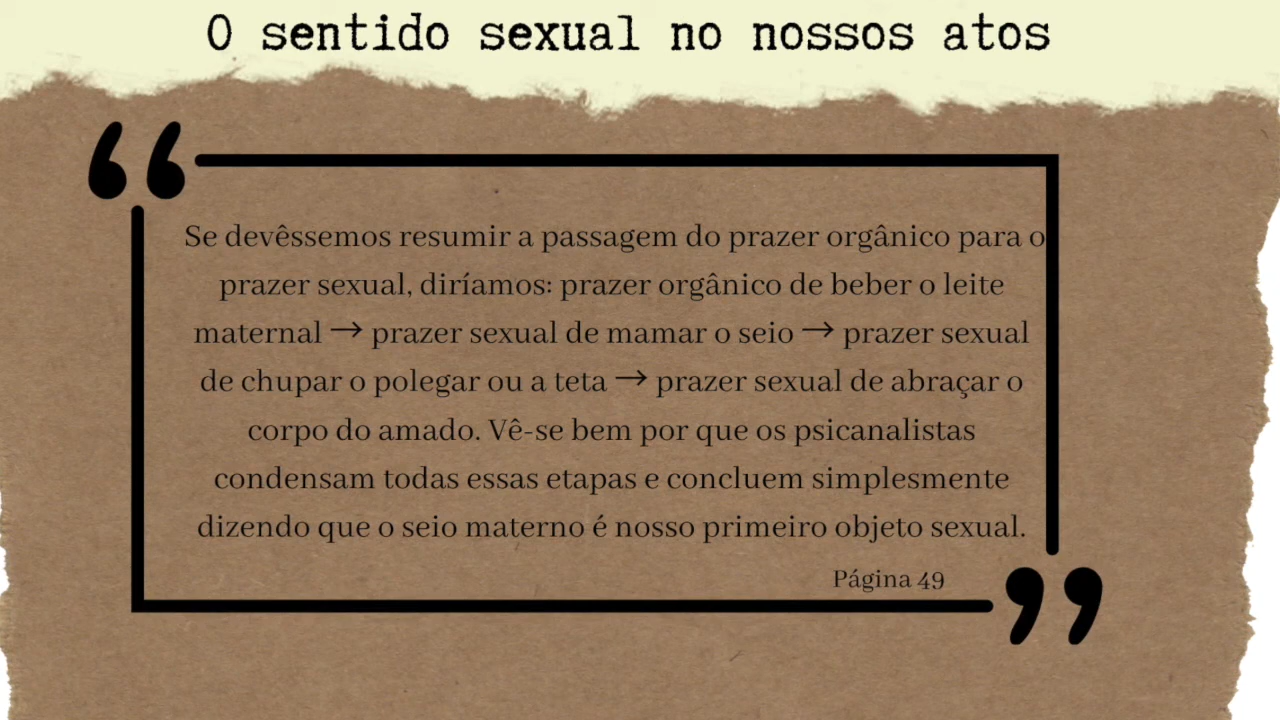 O sentido sexual no nossos atos
Se devêssemos resumir a passagem do prazer orgânico para o
prazer sexual, diríamos: prazer orgânico de beber o leite
maternal → prazer sexual de mamar o seio → prazer sexual
de chupar o polegar ou a teta → prazer sexual de abraçar o
corpo do amado. Vê-se bem por que os psicanalistas
condensam todas essas etapas e concluem simplesmente
dizendo que o seio materno é nosso primeiro objeto sexual.
Página 49